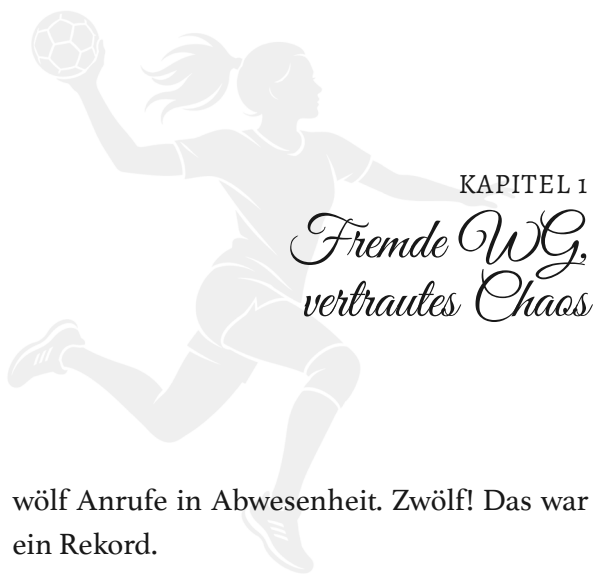 KAPITEL 1
Fremde WG,
vertrautes Chaos
wölf Anrufe in Abwesenheit. Zwölf! Das war
ein Rekord.